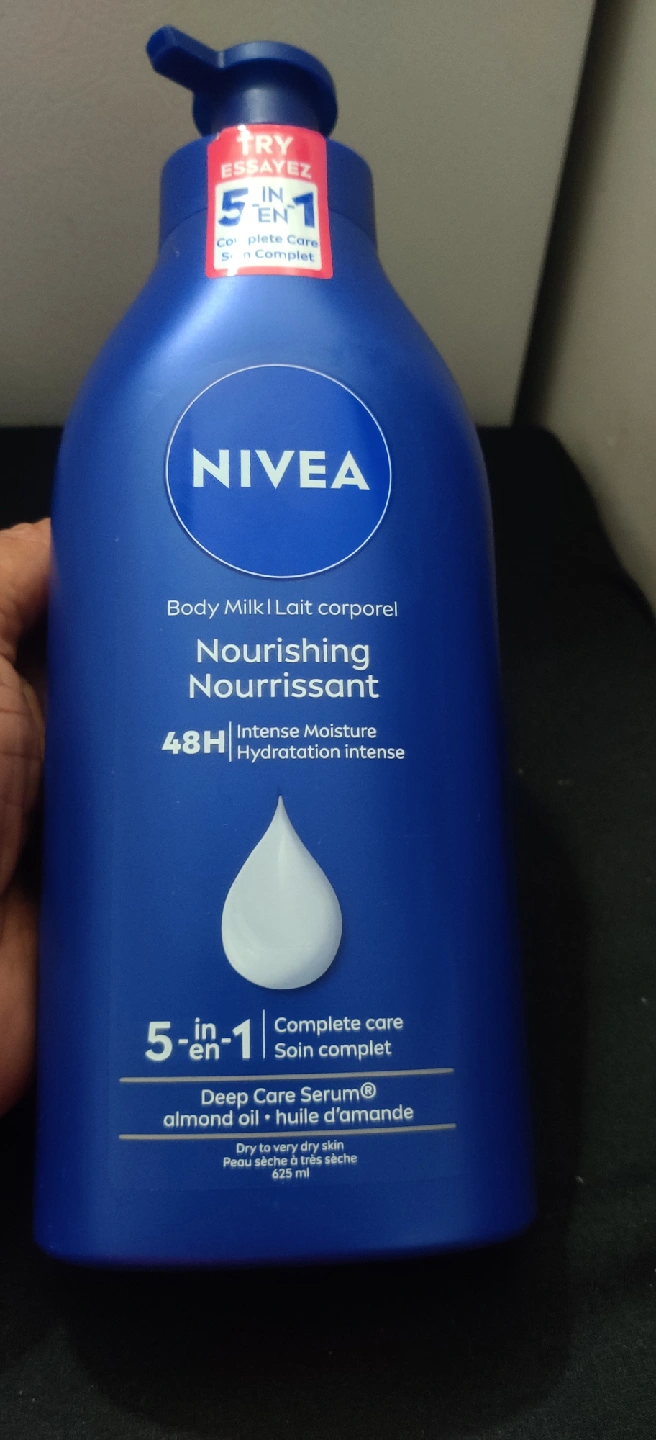 TRY
ESSAYEZ
5-IN
EN-1
Complete Care
Soin Complet
NIVEA
Body Milk | Lait corporel
Nourishing
Nourrissant
48H | Intense Moisture
Hydratation intense
5-in
en-1 | Complete care
Soin complet
Deep Care Serum®
almond oil • huile d'amande
Dry to very dry skin
Peau sèche à très sèche
625 ml